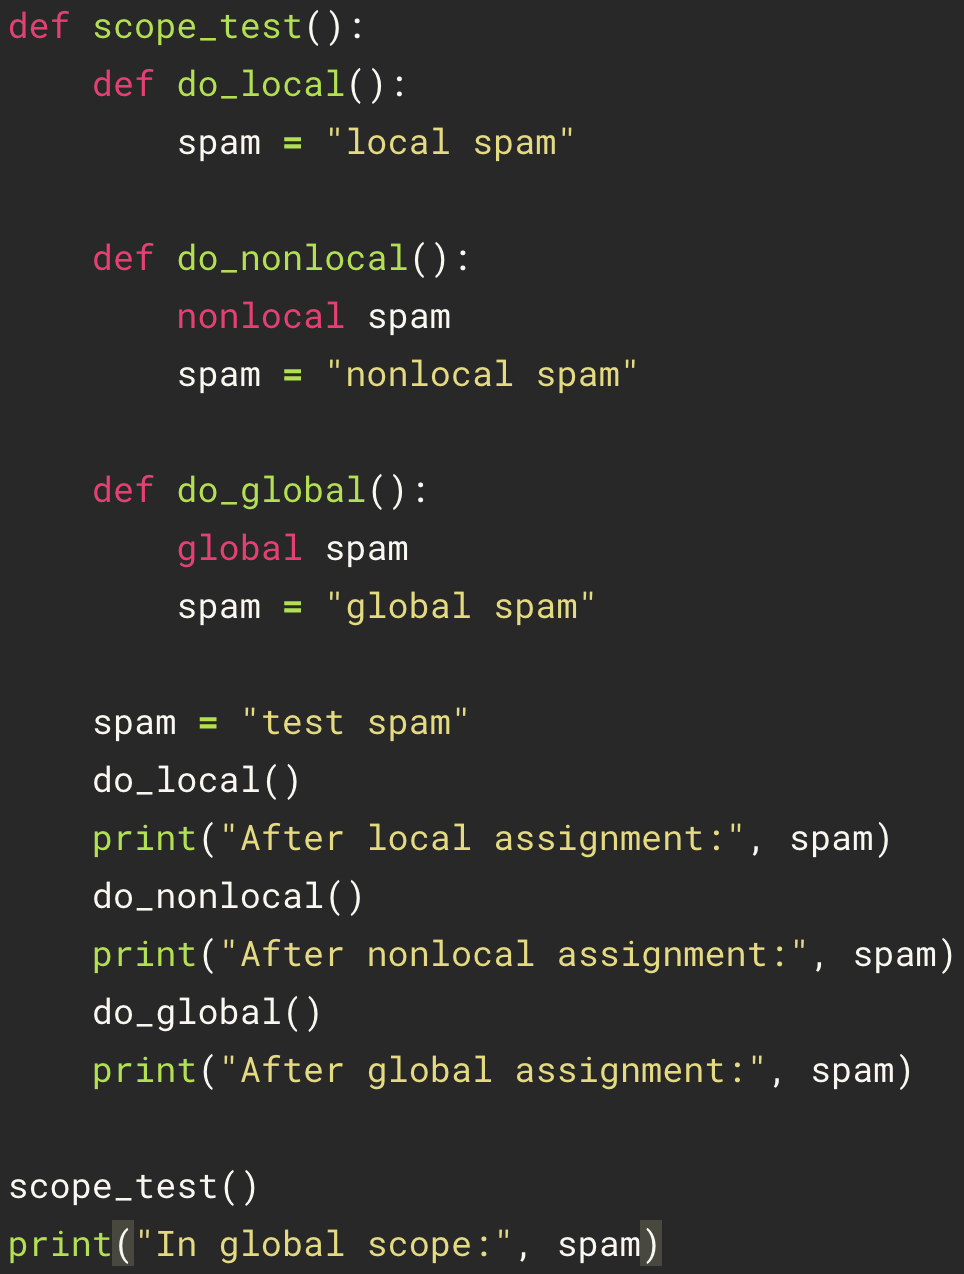 def scope_test():
    def do_local():
        spam = "local spam"

    def do_nonlocal():
        nonlocal spam
        spam = "nonlocal spam"

    def do_global():
        global spam
        spam = "global spam"

    spam = "test spam"
    do_local()
    print("After local assignment:", spam)
    do_nonlocal()
    print("After nonlocal assignment:", spam)
    do_global()
    print("After global assignment:", spam)

scope_test()
print("In global scope:", spam)